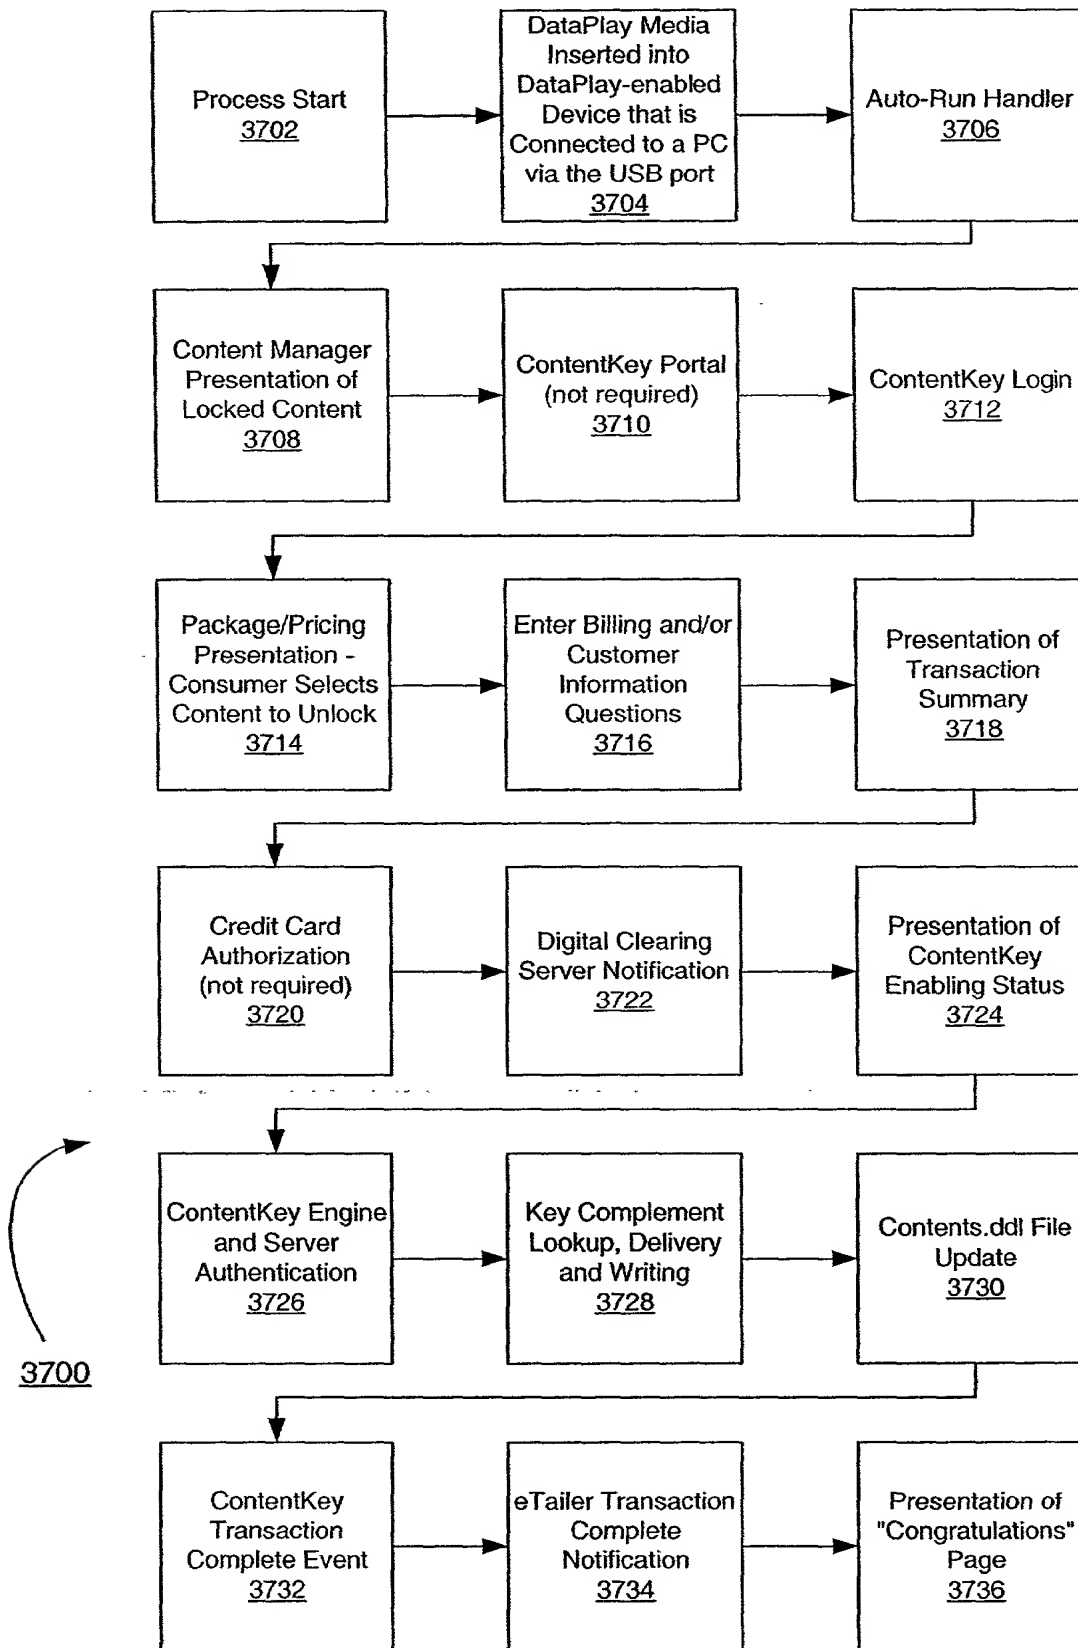 Process Start
3702
DataPlay Media
Inserted into
DataPlay-enabled
Device that is
Connected to a PC
via the USB port
3704
Auto-Run Handler
3706
Content Manager
Presentation of
Locked Content
3708
ContentKey Portal
(not required)
3710
ContentKey Login
3712
Package/Pricing
Presentation -
Consumer Selects
Content to Unlock
3714
Enter Billing and/or
Customer
Information
Questions
3716
Presentation of
Transaction
Summary
3718
Credit Card
Authorization
(not required)
3720
Digital Clearing
Server Notification
3722
Presentation of
ContentKey
Enabling Status
3724
ContentKey Engine
and Server
Authentication
3726
Key Complement
Lookup, Delivery
and Writing
3728
Contents.ddl File
Update
3730
3700
ContentKey
Transaction
Complete Event
3732
eTailer Transaction
Complete
Notification
3734
Presentation of
"Congratulations"
Page
3736